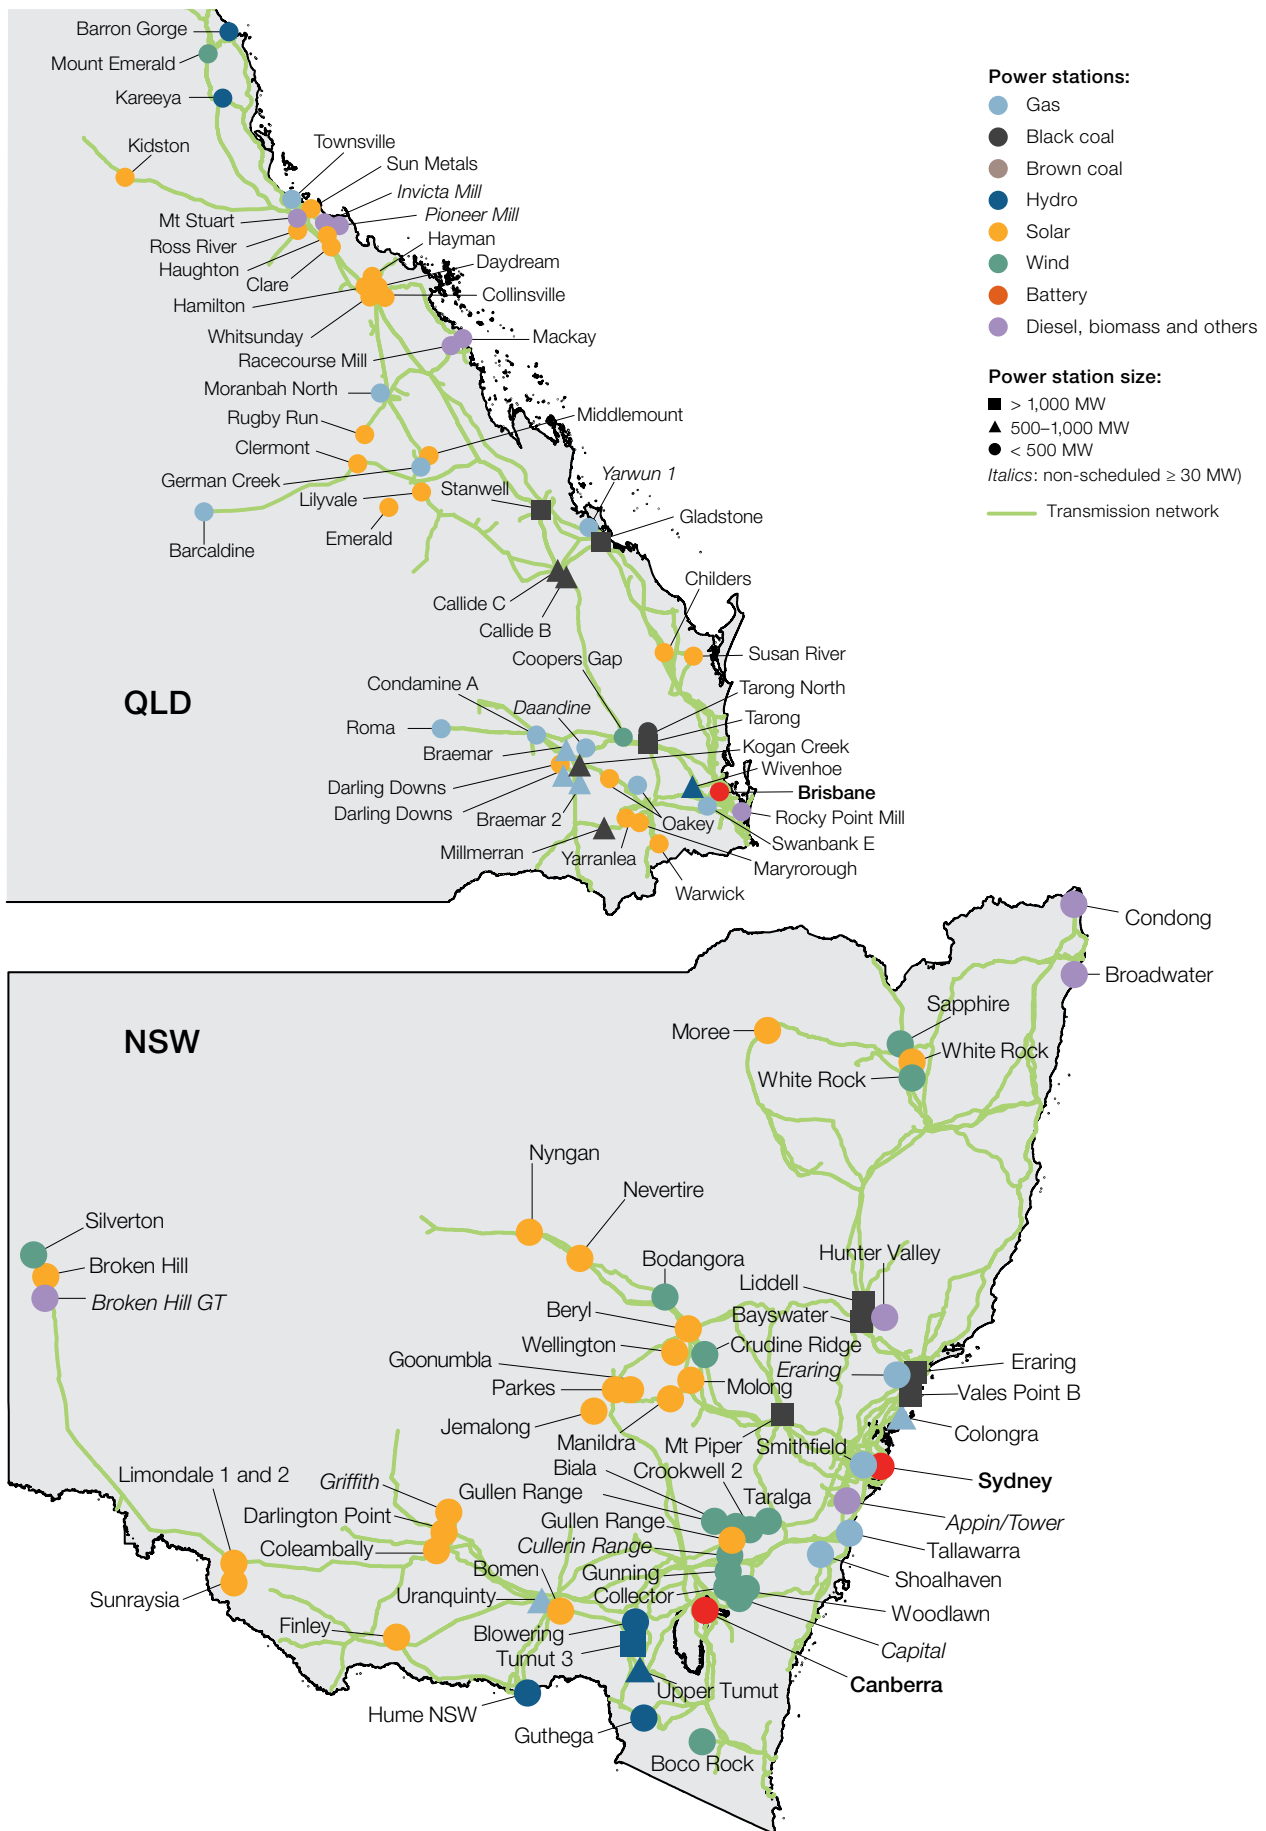 Barron Gorge
Mount Emerald
Kareeya
Kidston
Townsville
Sun Metals
Invicta Mill
Pioneer Mill
Mt Stuart
Ross River
Haughton
Clare
Hayman
Daydream
Hamilton
Collinsville
Whitsunday
Mackay
Racecourse Mill
Moranbah North
Rugby Run
Middlemount
Clermont
German Creek
Yarwun 1
Lilyvale
Stanwell
Gladstone
Emerald
Barcaldine
Childers
Callide C
Callide B
Coopers Gap
Susan River
Condamine A
Tarong North
QLD
Daandine
Tarong
Roma
Braemar
Kogan Creek
Wivenhoe
Darling Downs
Brisbane
Darling Downs
Braemar 2
Oakey
Rocky Point Mill
Swanbank E
Millmerran
Yarranlea
Maryrorough
Warwick
Power stations:
Gas
Black coal
Brown coal
Hydro
Solar
Wind
Battery
Diesel, biomass and others
Power station size:
> 1,000 MW
500–1,000 MW
< 500 MW
Italics: non-scheduled ≥ 30 MW)
Transmission network
Condong
Broadwater
NSW
Sapphire
Moree
White Rock
White Rock
Nyngan
Nevertire
Silverton
Broken Hill
Broken Hill GT
Bodangora
Hunter Valley
Liddell
Beryl
Bayswater
Wellington
Crudine Ridge
Goonumbla
Eraring
Eraring
Parkes
Molong
Vales Point B
Jemalong
Colongra
Manildra
Mt Piper
Smithfield
Biala
Crookwell 2
Limondale 1 and 2
Griffith
Sydney
Gullen Range
Taralga
Darlington Point
Gullen Range
Appin/Tower
Coleambally
Cullerin Range
Tallawarra
Bomen
Gunning
Shoalhaven
Sunraysia
Uranquinty
Collector
Woodlawn
Finley
Blowering
Capital
Tumut 3
Canberra
Upper Tumut
Hume NSW
Guthega
Boco Rock